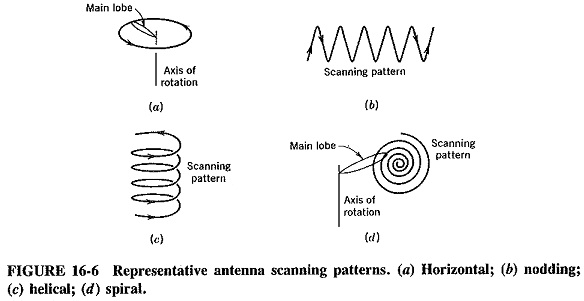 Main lobe
Axis of
rotation
(a)
Scanning pattern
(b)
Scanning
pattern
(c)
Main lobe
Scanning
pattern
Axis of
rotation
(d)
FIGURE 16-6 Representative antenna scanning patterns. (a) Horizontal; (b) nodding;
(c) helical; (d) spiral.